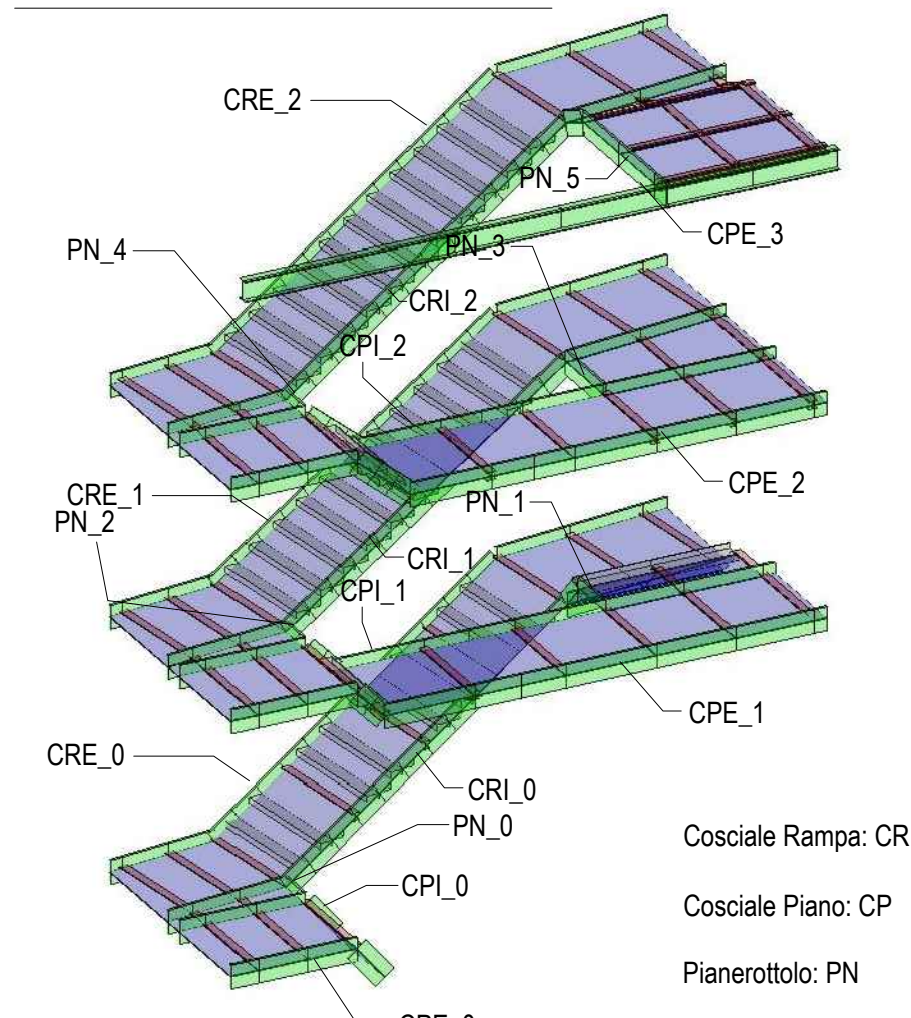 CRE_2
PN_5
CPE_3
PN_4
PN_3
CRI_2
CPI_2
CRE_1
PN_2
CPE_2
PN_1
CRI_1
CPI_1
CPE_1
CRE_0
CRI_0
PN_0
CPI_0
Cosciale Rampa: CR
Cosciale Piano: CP
Pianerottolo: PN